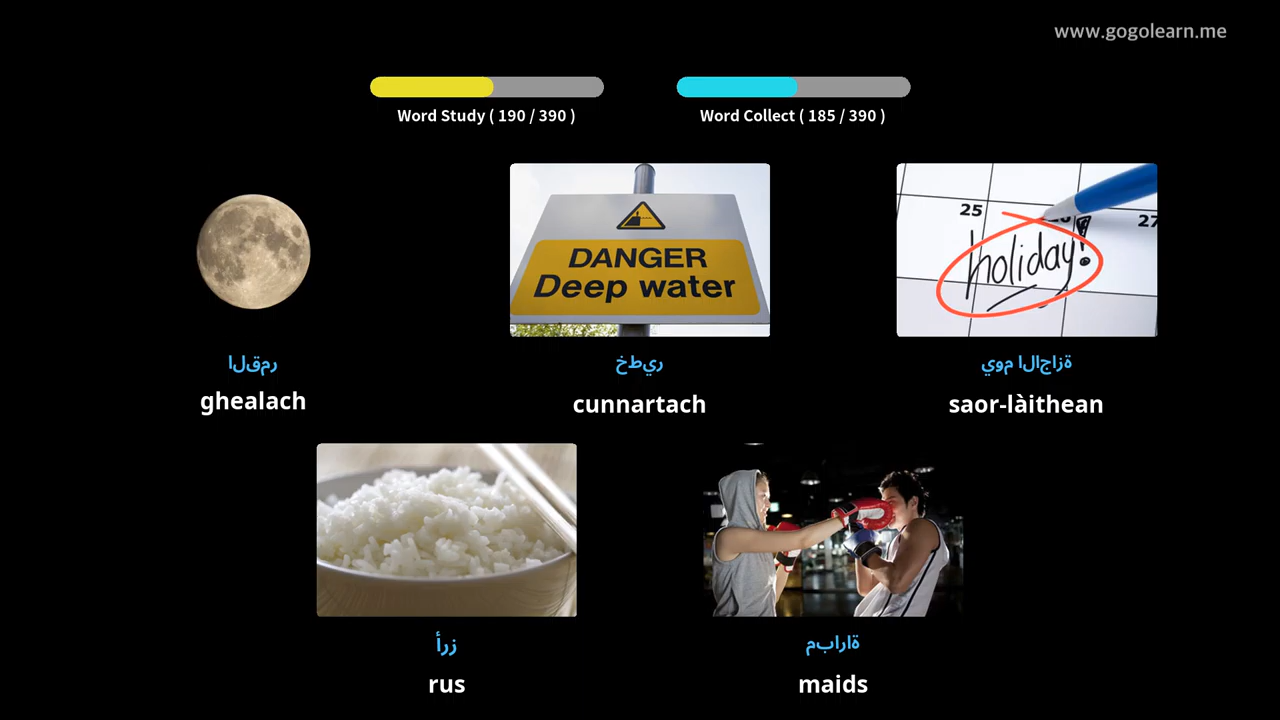 www.gogolearn.me
Word Study ( 190 / 390 )
Word Collect ( 185 / 390 )
DANGER
Deep water
25
26
27
holiday!
القمر
خطير
يوم الاجازة
ghealach
cunnartach
saor-làithean
أرز
مباراة
rus
maids